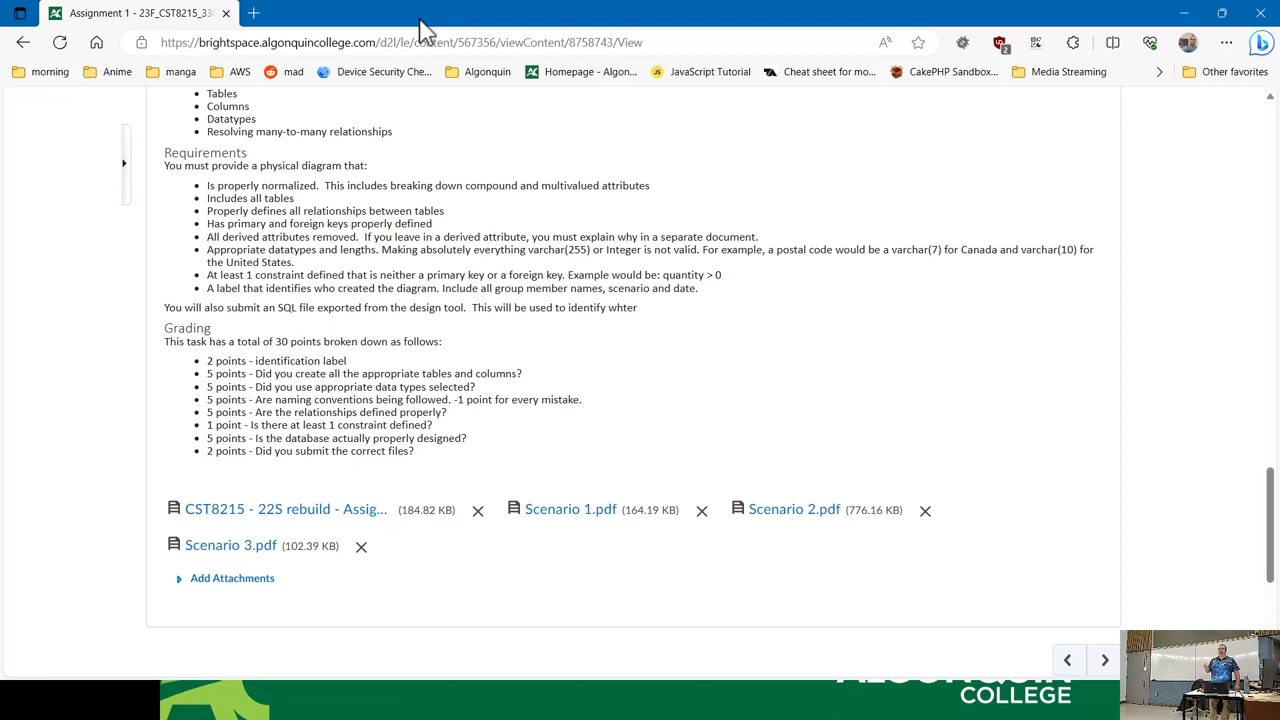 Assignment 1 - 23F_CST8215_33
https://brightspace.algonquincollege.com/d2l/le/content/567356/viewContent/8758743/View
2
morning
Anime
manga
AWS
mad
Device Security Che...
Algonquin
Homepage - Algon...
JavaScript Tutorial
Cheat sheet for mo...
CakePHP Sandbox...
Media Streaming
Other favorites
• Tables
• Columns
• Datatypes
• Resolving many-to-many relationships
Requirements
You must provide a physical diagram that:
• Is properly normalized.  This includes breaking down compound and multivalued attributes
• Includes all tables
• Properly defines all relationships between tables
• Has primary and foreign keys properly defined
• All derived attributes removed.  If you leave in a derived attribute, you must explain why in a separate document.
• Appropriate datatypes and lengths. Making absolutely everything varchar(255) or Integer is not valid. For example, a postal code would be a varchar(7) for Canada and varchar(10) for
the United States.
• At least 1 constraint defined that is neither a primary key or a foreign key. Example would be: quantity > 0
• A label that identifies who created the diagram. Include all group member names, scenario and date.
You will also submit an SQL file exported from the design tool.  This will be used to identify whter
Grading
This task has a total of 30 points broken down as follows:
• 2 points - identification label
• 5 points - Did you create all the appropriate tables and columns?
• 5 points - Did you use appropriate data types selected?
• 5 points - Are naming conventions being followed. -1 point for every mistake.
• 5 points - Are the relationships defined properly?
• 1 point - Is there at least 1 constraint defined?
• 5 points - Is the database actually properly designed?
• 2 points - Did you submit the correct files?
CST8215 - 22S rebuild - Assig... (184.82 KB)
Scenario 1.pdf (164.19 KB)
Scenario 2.pdf (776.16 KB)
Scenario 3.pdf (102.39 KB)
Add Attachments
COLLEGE